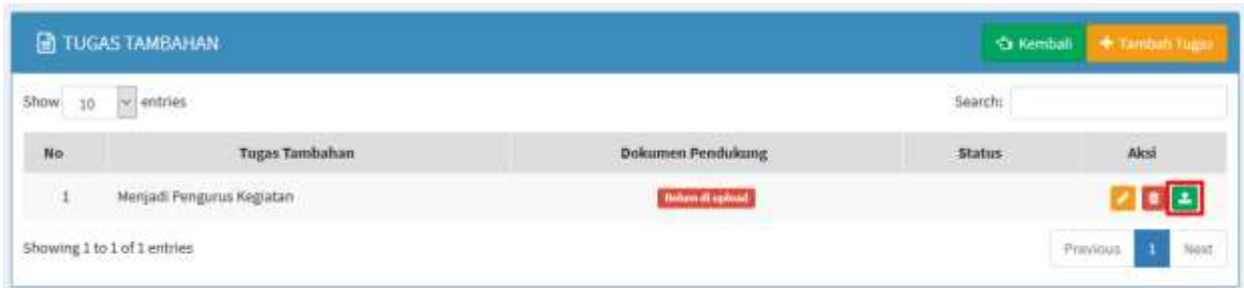 TUGAS TAMBAHAN Kembali + Tambah Tugas
Show 10 entries Search:
No Tugas Tambahan Dokumen Pendukung Status Aksi
1 Menjadi Pengurus Kegiatan Belum di upload
Showing 1 to 1 of 1 entries Previous 1 Next